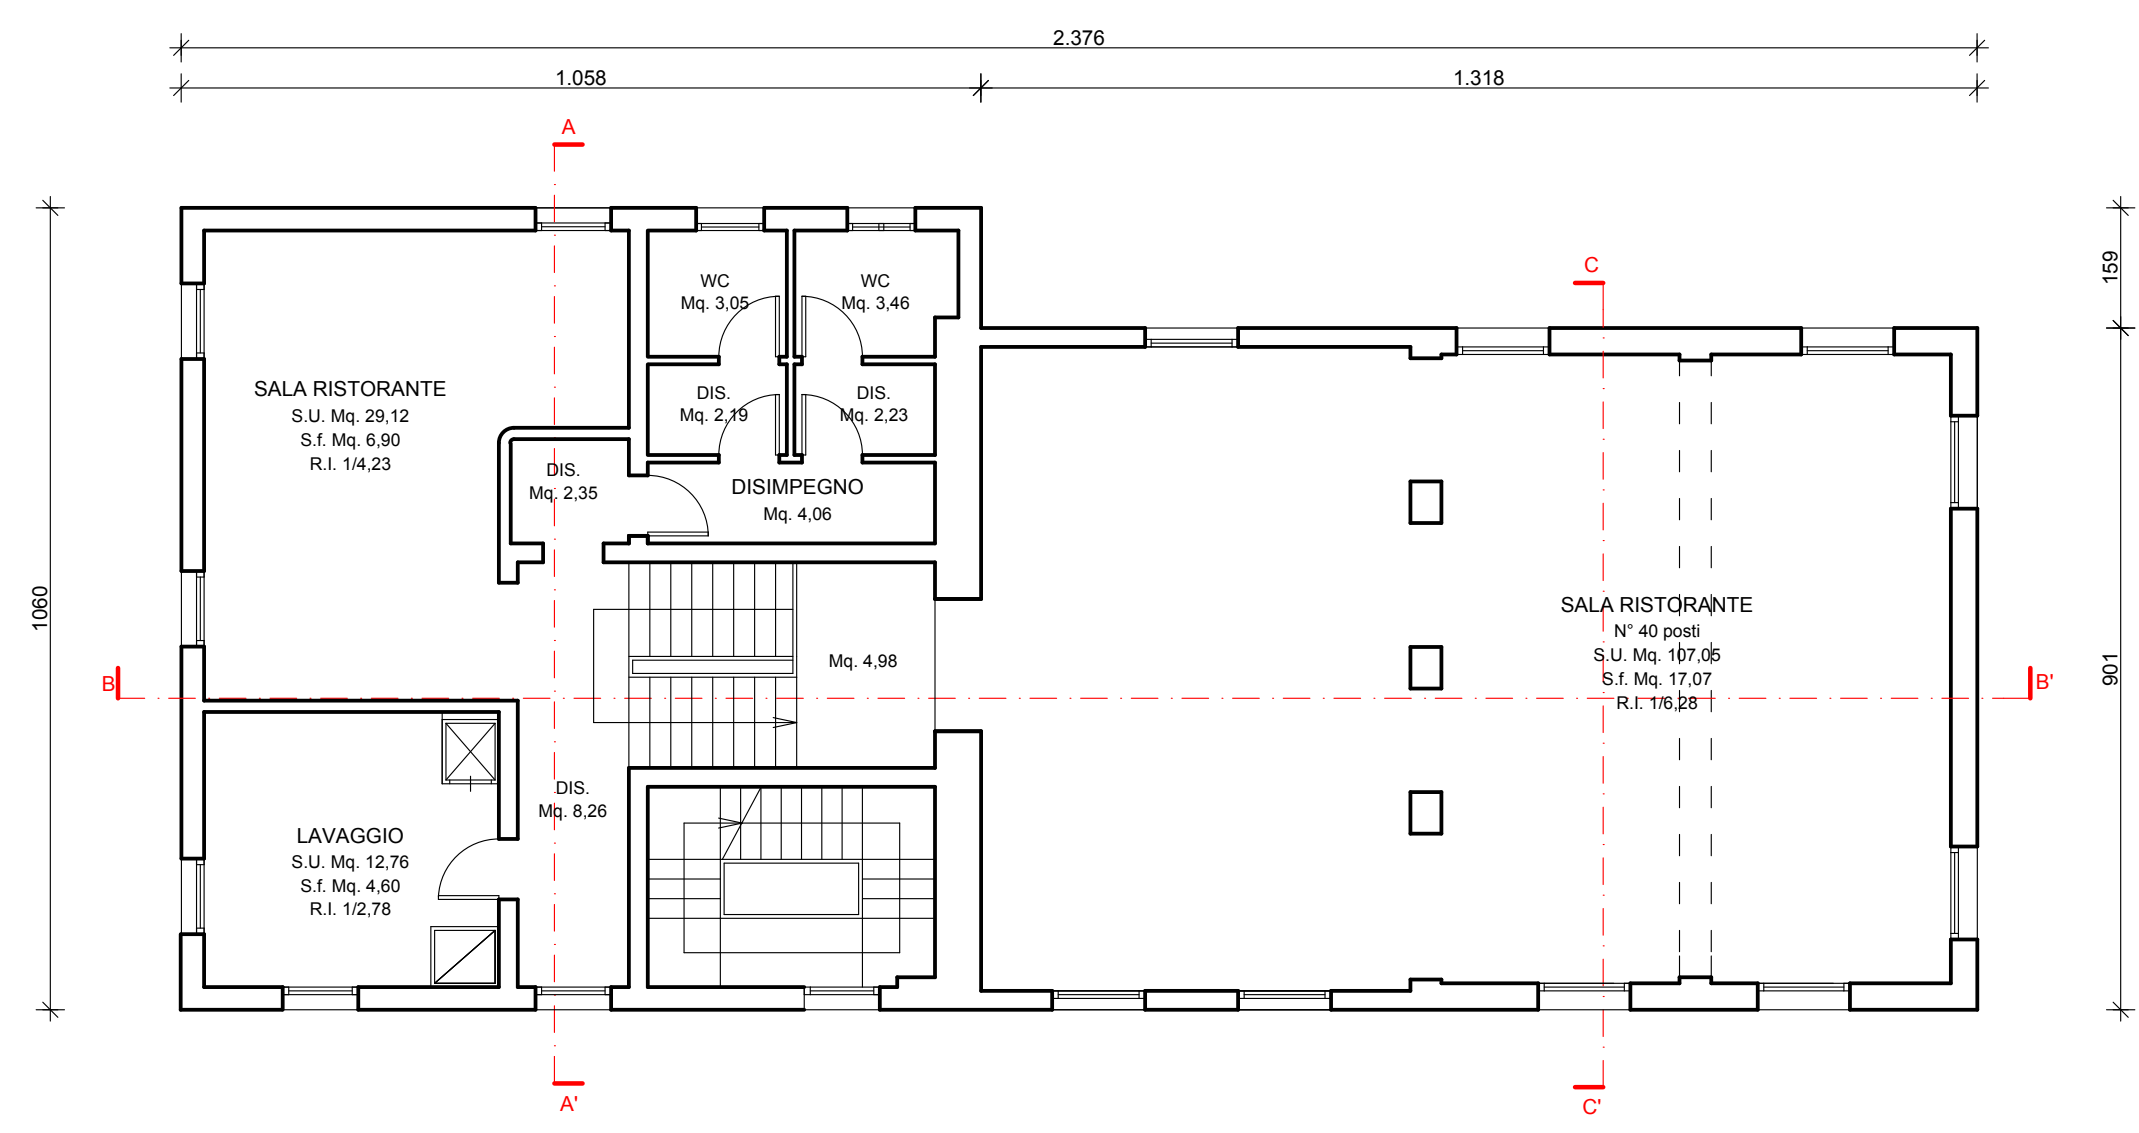 2.376
1.058
1.318
A
159
C
WC
Mq. 3,05
WC
Mq. 3,46
SALA RISTORANTE
S.U. Mq. 29,12
S.f. Mq. 6,90
R.I. 1/4,23
DIS.
Mq. 2,19
DIS.
Mq. 2,23
DIS.
Mq. 2,35
DISIMPEGNO
Mq. 4,06
1060
SALA RISTORANTE
N° 40 posti
S.U. Mq. 107,05
S.f. Mq. 17,07
R.I. 1/6,28
Mq. 4,98
901
B
B'
DIS.
Mq. 8,26
LAVAGGIO
S.U. Mq. 12,76
S.f. Mq. 4,60
R.I. 1/2,78
A'
C'